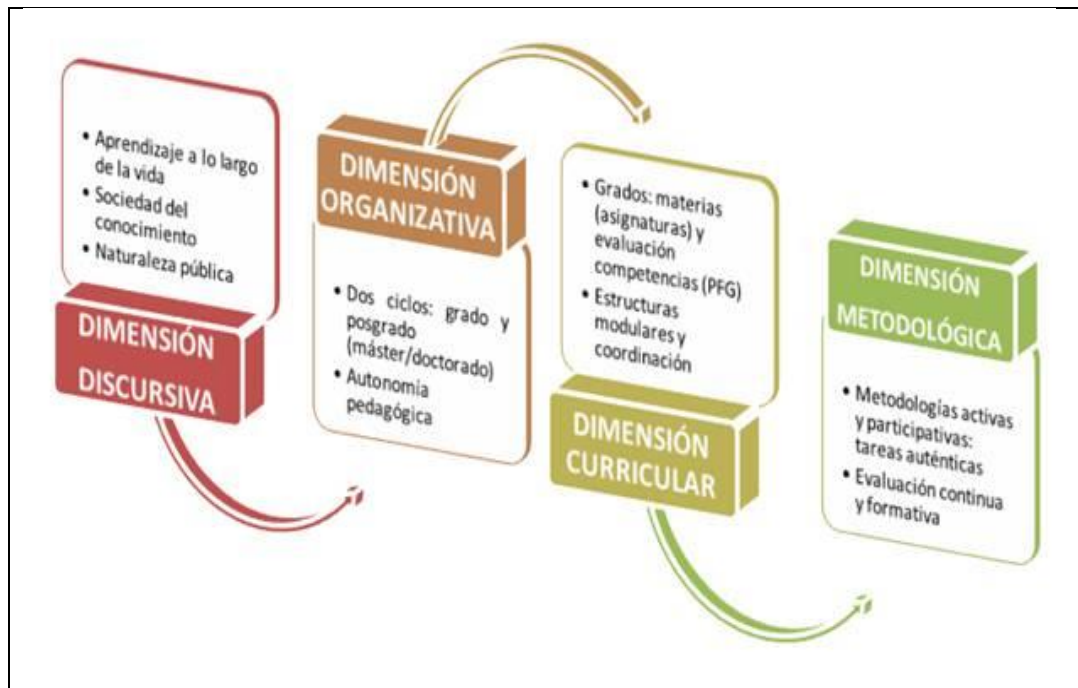 • Aprendizaje a lo largo
de la vida
• Sociedad del
conocimiento
• Naturaleza pública
DIMENSIÓN
DISCURSIVA
DIMENSIÓN
ORGANIZATIVA
• Dos ciclos: grado y
posgrado
(máster/doctorado)
• Autonomía
pedagógica
• Grados: materias
(asignaturas) y
evaluación
competencias (PFG)
• Estructuras
modulares y
coordinación
DIMENSIÓN
CURRICULAR
DIMENSIÓN
METODOLÓGICA
• Metodologías activas
y participativas:
tareas auténticas
• Evaluación continua
y formativa